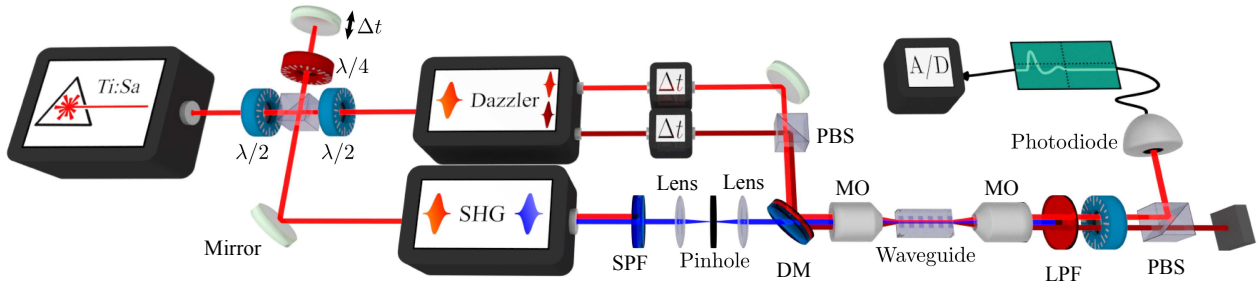 Δt
λ/4
Ti:Sa
λ/2
λ/2
Mirror
Dazzler
Δt
Δt
PBS
SHG
SPF
Lens
Pinhole
Lens
DM
MO
Waveguide
MO
LPF
PBS
Photodiode
A/D